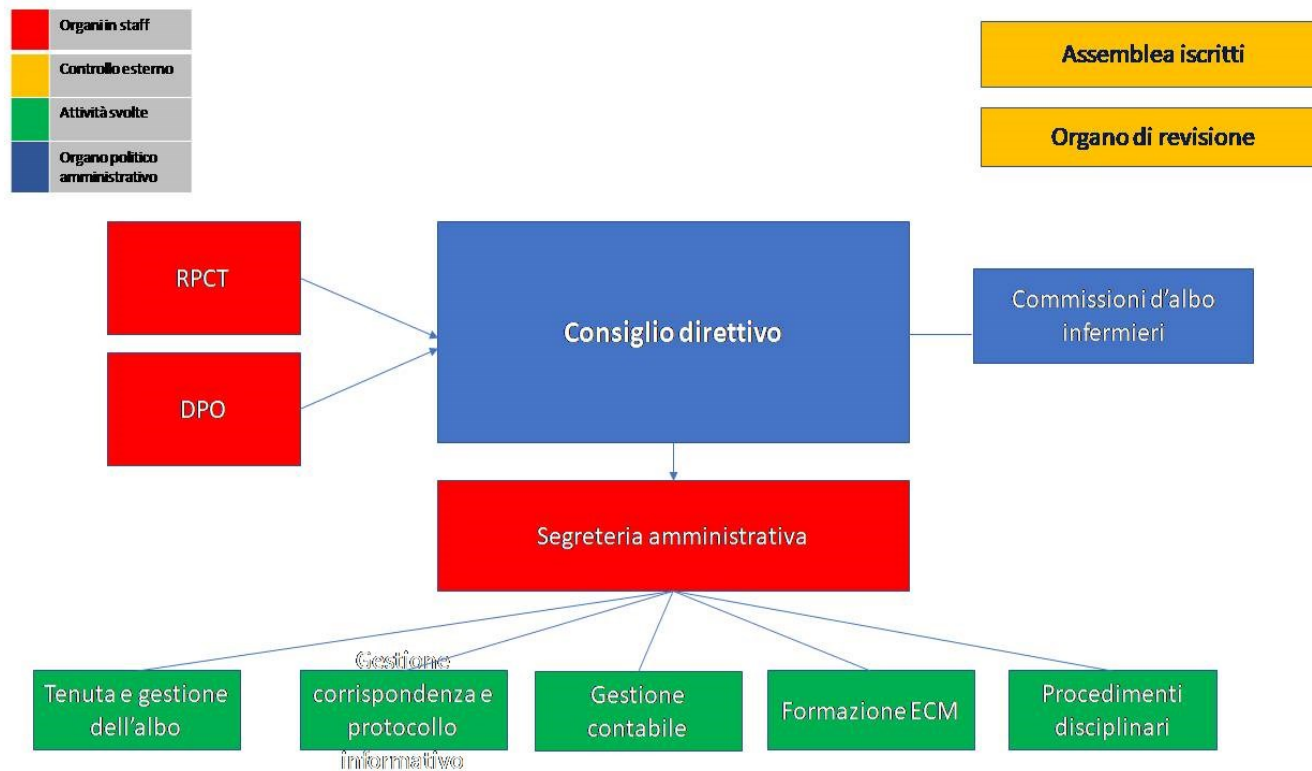 Organi in staff
Controllo esterno
Attività svolte
Organo politico
amministrativo
Assemblea iscritti
Organo di revisione
RPCT
DPO
Consiglio direttivo
Commissioni d'albo
infermieri
Segreteria amministrativa
Tenuta e gestione
dell'albo
Gestione
corrispondenza e
protocollo
informativo
Gestione
contabile
Formazione ECM
Procedimenti
disciplinari